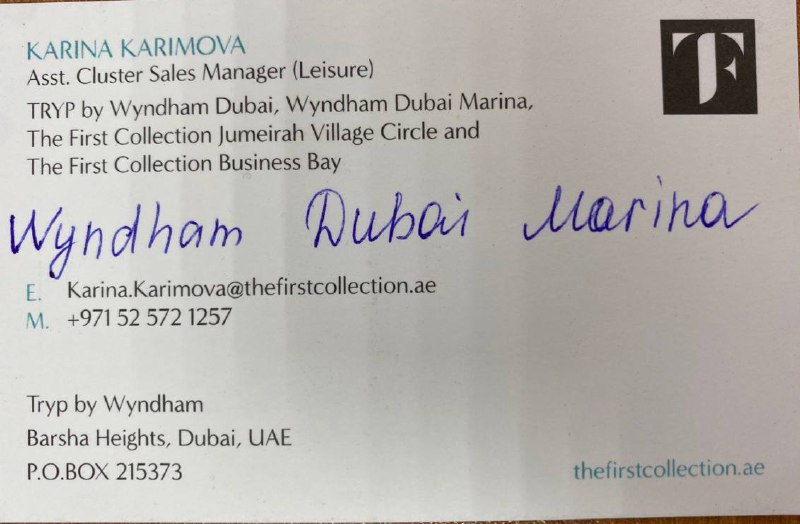 KARINA KARIMOVA
Asst. Cluster Sales Manager (Leisure)
TRYP by Wyndham Dubai, Wyndham Dubai Marina,
The First Collection Jumeirah Village Circle and
The First Collection Business Bay
Wyndham Dubai Marina
E. Karina.Karimova@thefirstcollection.ae
M. +971 52 572 1257
Tryp by Wyndham
Barsha Heights, Dubai, UAE
P.O.BOX 215373
thefirstcollection.ae
TF